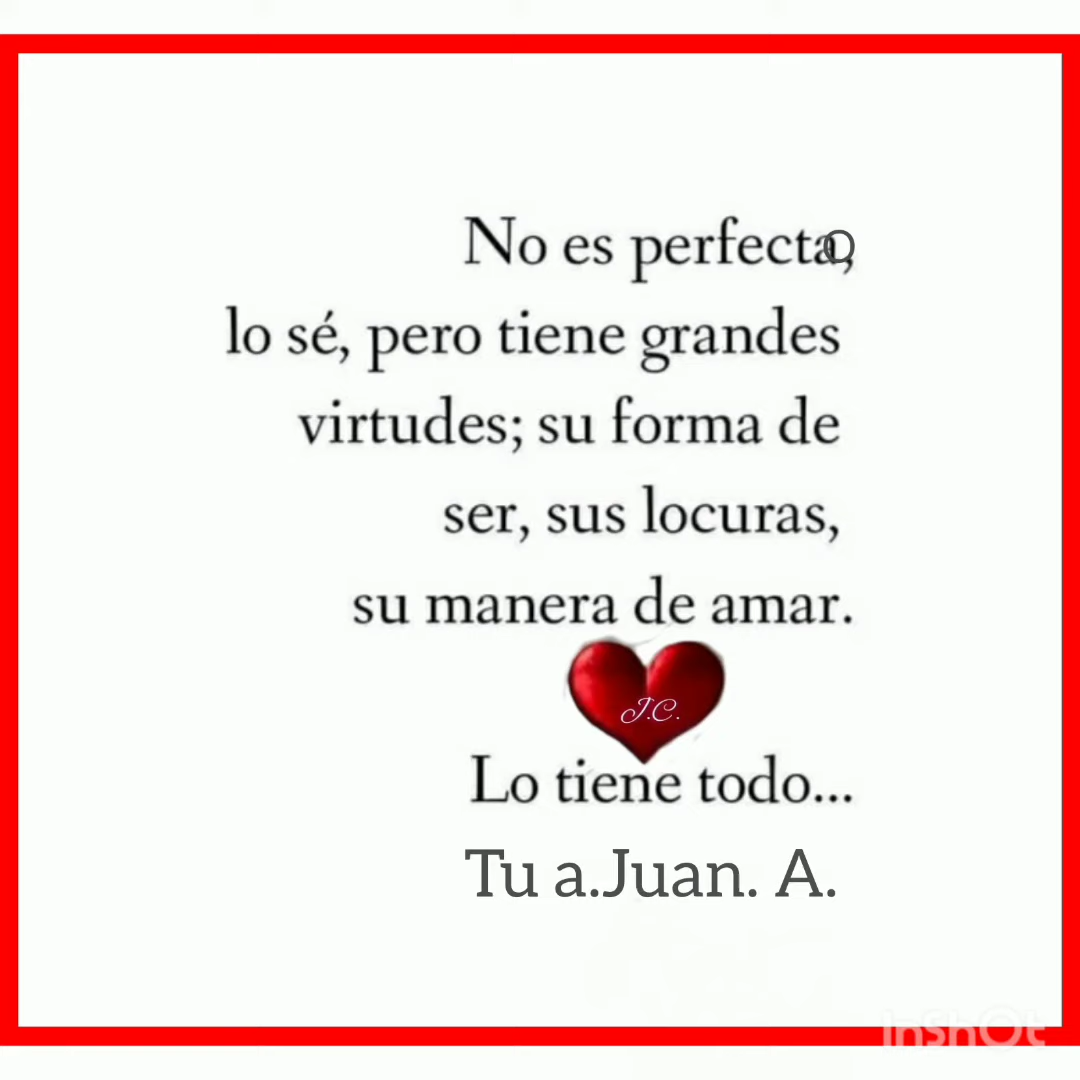 No es perfecta,
lo sé, pero tiene grandes
virtudes; su forma de
ser, sus locuras,
su manera de amar.
J.C.
Lo tiene todo...
Tu a.Juan. A.
InShOt